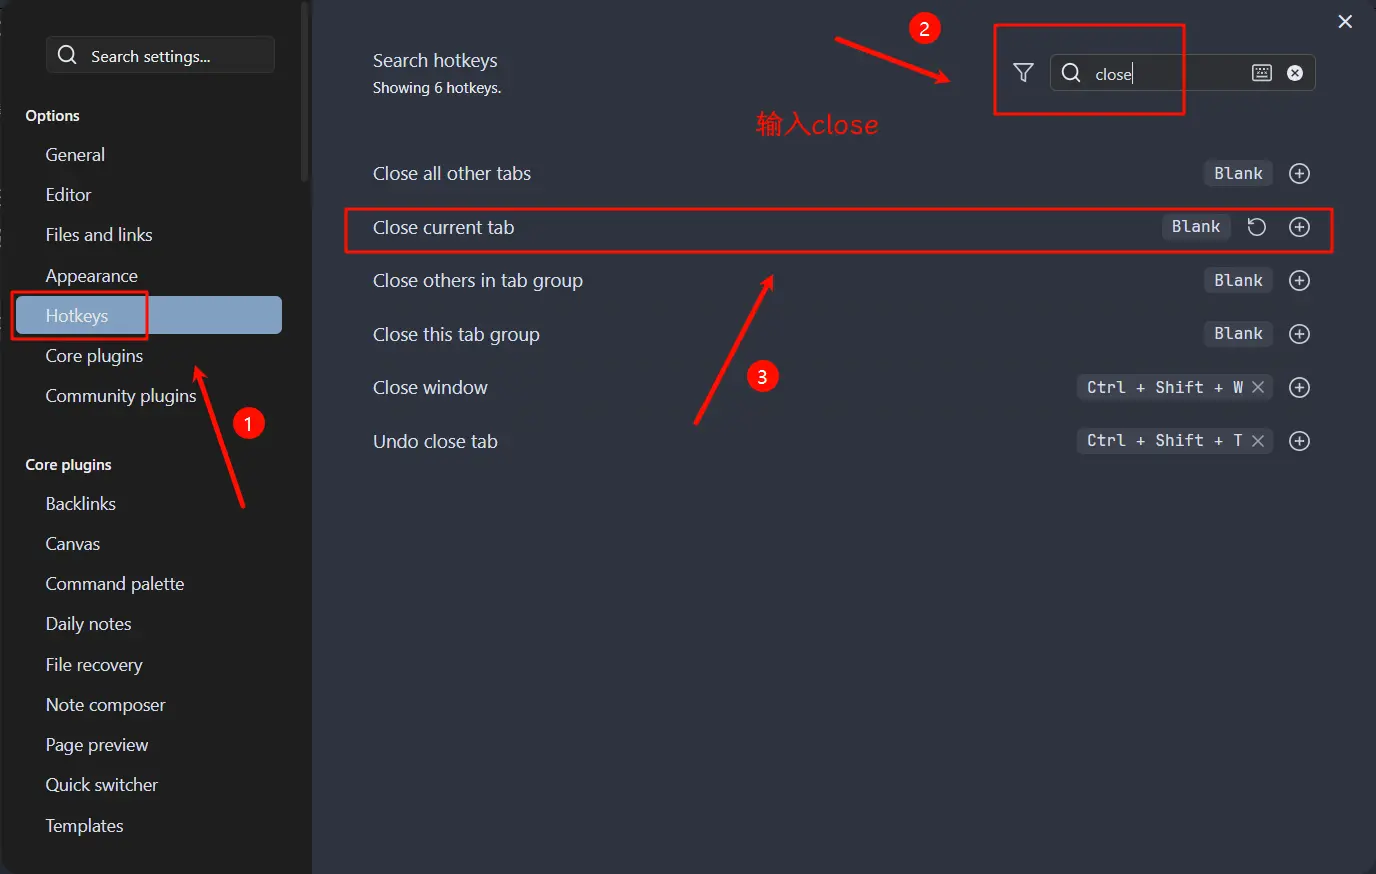 Search settings...
Options
General
Editor
Files and links
Appearance
Hotkeys
Core plugins
Community plugins
1
Core plugins
Backlinks
Canvas
Command palette
Daily notes
File recovery
Note composer
Page preview
Quick switcher
Templates
2
Search hotkeys
Showing 6 hotkeys.
close
输入close
Close all other tabs Blank
Close current tab Blank
Close others in tab group Blank
Close this tab group Blank
3
Close window Ctrl + Shift + W
Undo close tab Ctrl + Shift + T